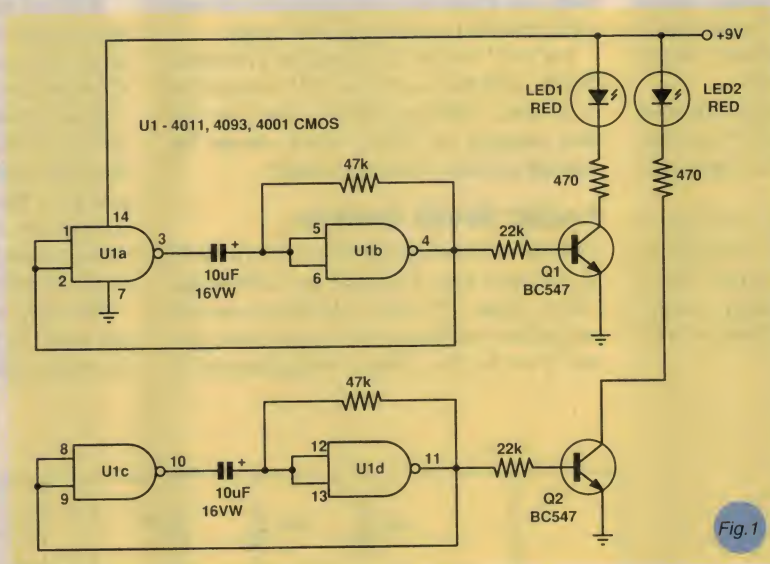 +9V
LED1
RED
LED2
RED
U1 - 4011, 4093, 4001 CMOS
47k
470
470
14
1
2
U1a
3
7
+
10uF
16VW
5
6
U1b
4
22k
Q1
BC547
47k
8
9
U1c
10
+
10uF
16VW
12
13
U1d
11
22k
Q2
BC547
Fig.1